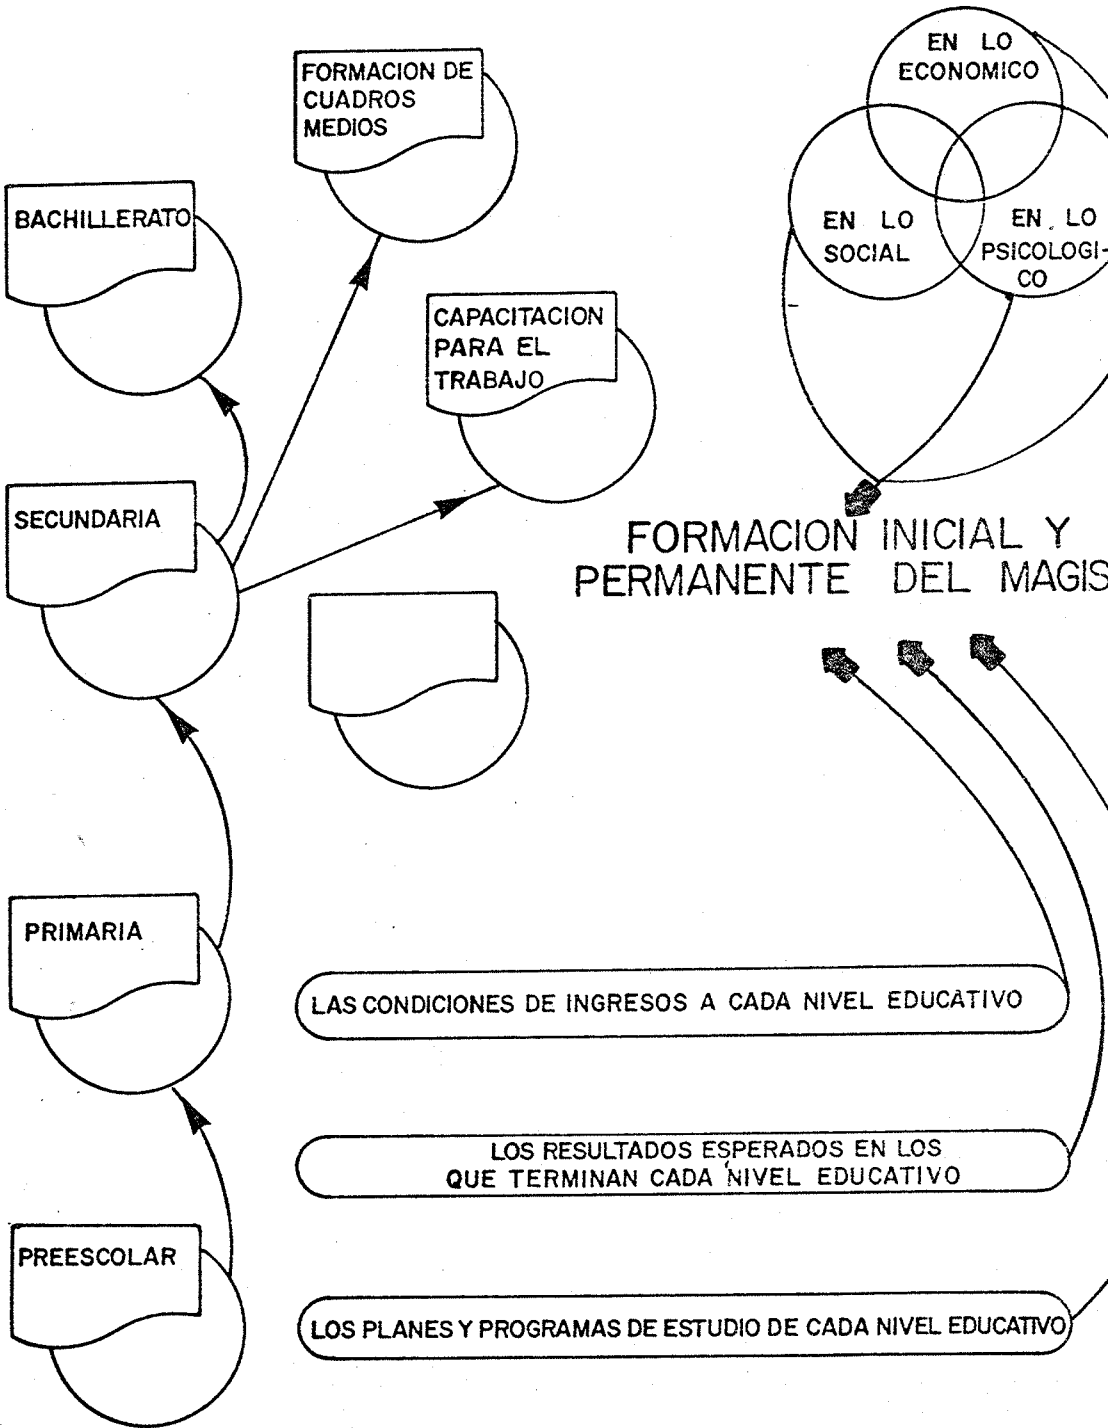 EN LO
ECONOMICO
FORMACION DE
CUADROS
MEDIOS
BACHILLERATO
EN LO
SOCIAL
EN LO
PSICOLOGI-
CO
CAPACITACION
PARA EL
TRABAJO
SECUNDARIA
FORMACION INICIAL Y
PERMANENTE DEL MAGIS
PRIMARIA
LAS CONDICIONES DE INGRESOS A CADA NIVEL EDUCATIVO
LOS RESULTADOS ESPERADOS EN LOS
QUE TERMINAN CADA NIVEL EDUCATIVO
PREESCOLAR
LOS PLANES Y PROGRAMAS DE ESTUDIO DE CADA NIVEL EDUCATIVO